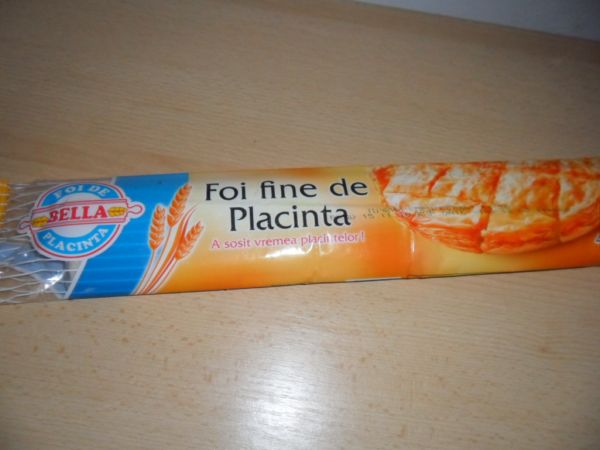 FOI DE
BELLA
PLACINTA
Foi fine de
Placinta
A sosit vremea placintelor!